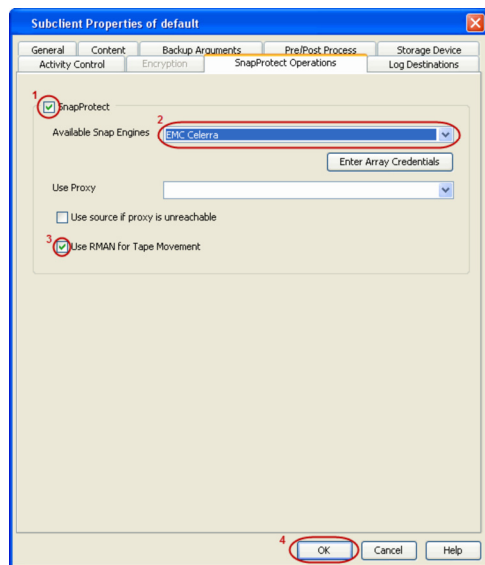 Subclient Properties of default
General Content Backup Arguments Pre/Post Process Storage Device
Activity Control Encryption SnapProtect Operations Log Destinations
1
SnapProtect
2
Available Snap Engines EMC Celerra
Enter Array Credentials
Use Proxy
Use source if proxy is unreachable
3
Use RMAN for Tape Movement
4
OK Cancel Help